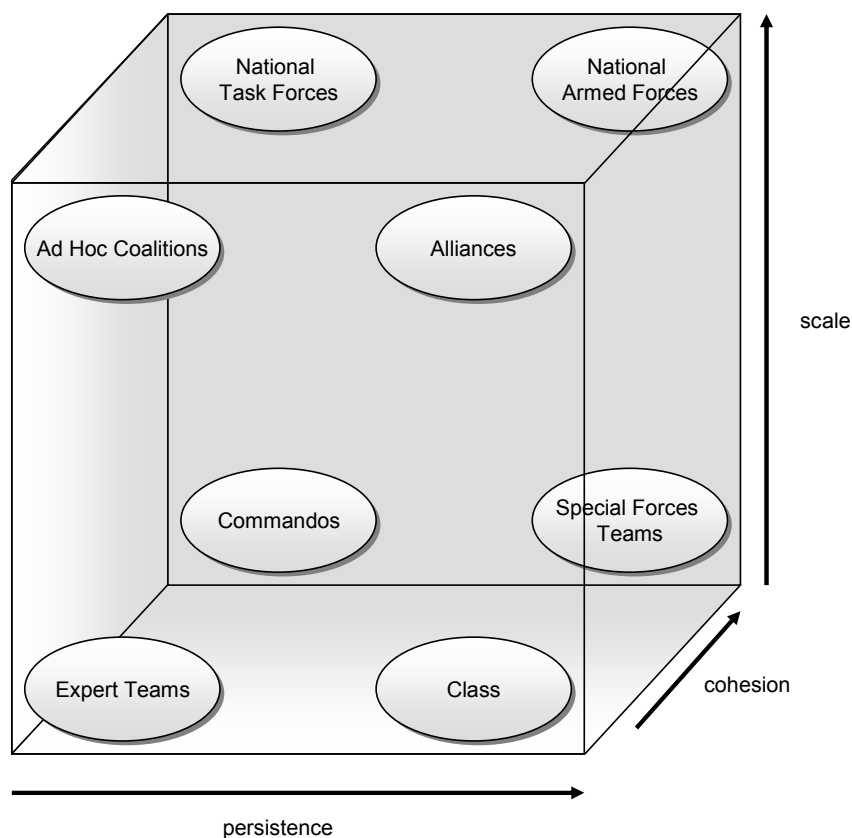 National
Task Forces
National
Armed Forces
Ad Hoc Coalitions
Alliances
scale
Commandos
Special Forces
Teams
Expert Teams
Class
cohesion
persistence